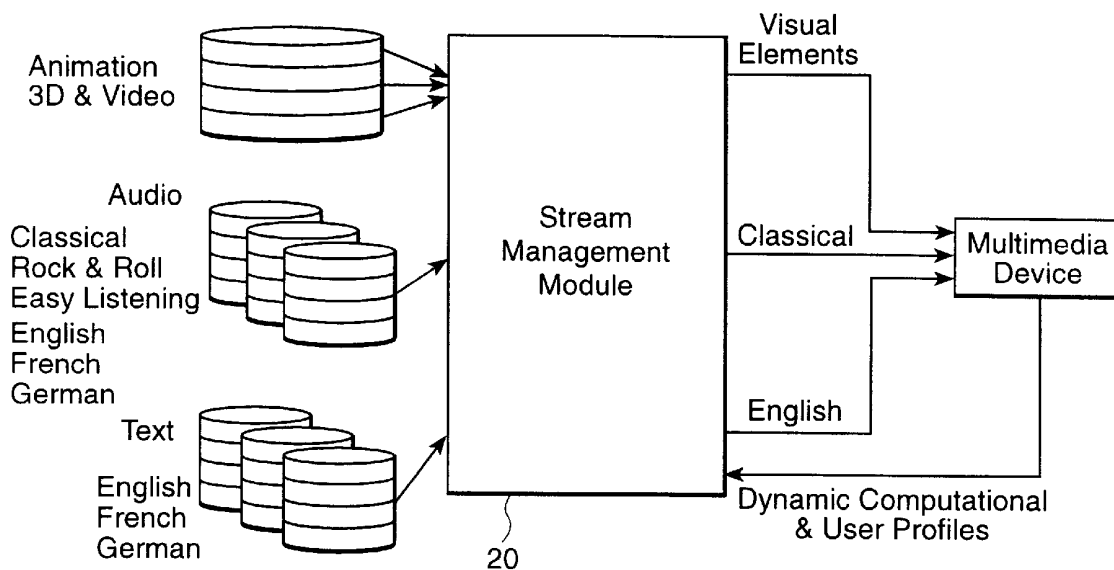 Animation
3D & Video
Audio
Classical
Rock & Roll
Easy Listening
English
French
German
Text
English
French
German
Stream
Management
Module
20
Visual
Elements
Classical
English
Multimedia
Device
Dynamic Computational
& User Profiles